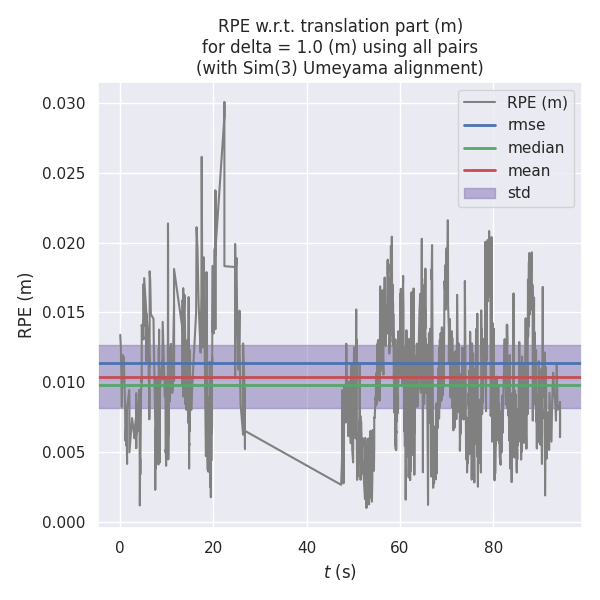 RPE w.r.t. translation part (m)
for delta = 1.0 (m) using all pairs
(with Sim(3) Umeyama alignment)
RPE (m)
rmse
median
mean
std
0.030
0.025
0.020
0.015
0.010
0.005
0.000
RPE (m)
0 20 40 60 80
t (s)